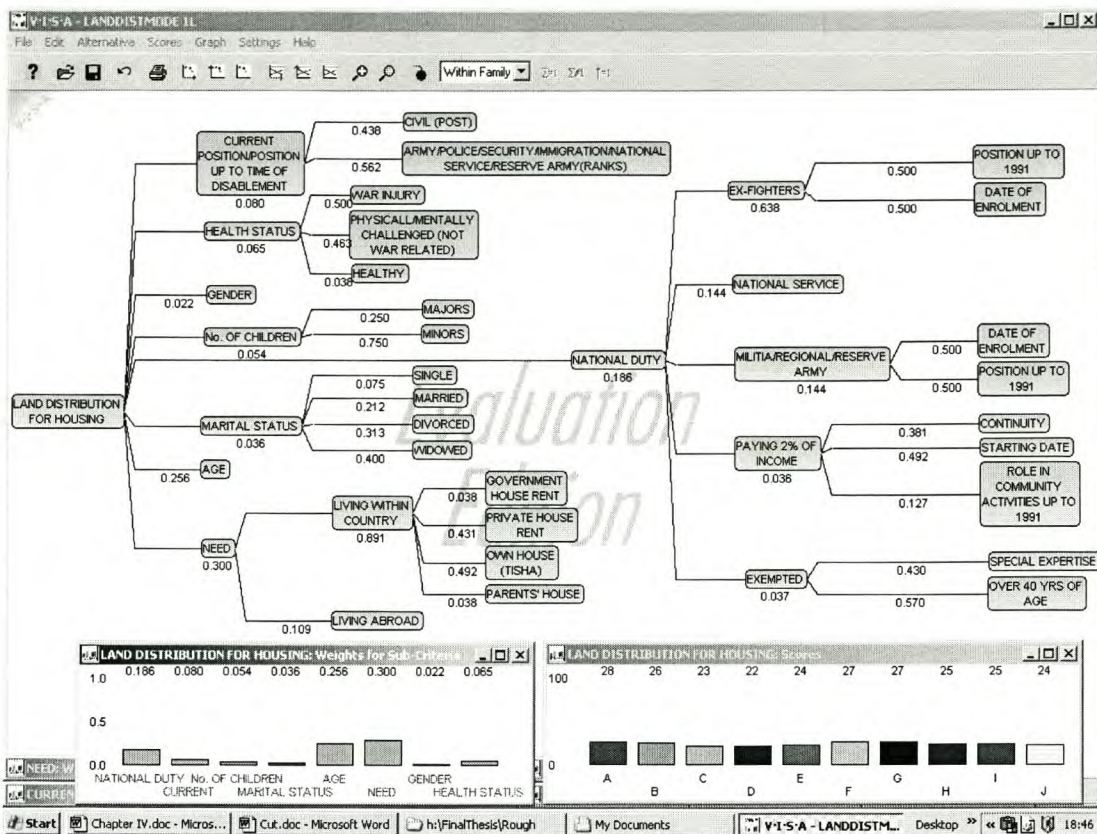 V·I·S·A - LANDDISTMODE 1L
File Edit Alternative Scores Graph Settings Help
Within Family
CURRENT
POSITION/POSITION
UP TO TIME OF
DISABLEMENT
0.080
0.438
CIVIL (POST)
0.562
ARMY/POLICE/SECURITY/IMMIGRATION/NATIONAL
SERVICE/RESERVE ARMY(RANKS)
HEALTH STATUS
0.065
0.500
WAR INJURY
0.463
PHYSICALL/MENTALLY
CHALLENGED (NOT
WAR RELATED)
0.038
HEALTHY
0.022
GENDER
No. OF CHILDREN
0.054
0.250
MAJORS
0.750
MINORS
LAND DISTRIBUTION
FOR HOUSING
MARITAL STATUS
0.036
0.075
SINGLE
0.212
MARRIED
0.313
DIVORCED
0.400
WIDOWED
0.256
AGE
NEED
0.300
LIVING WITHIN
COUNTRY
0.891
0.038
GOVERNMENT
HOUSE RENT
0.431
PRIVATE HOUSE
RENT
0.492
OWN HOUSE
(TISHA)
0.038
PARENTS' HOUSE
0.109
LIVING ABROAD
NATIONAL DUTY
0.186
EX-FIGHTERS
0.638
0.500
POSITION UP TO
1991
0.500
DATE OF
ENROLMENT
0.144
NATIONAL SERVICE
MILITIA/REGIONAL/RESERVE
ARMY
0.144
0.500
DATE OF
ENROLMENT
0.500
POSITION UP TO
1991
PAYING 2% OF
INCOME
0.036
0.381
CONTINUITY
0.492
STARTING DATE
0.127
ROLE IN
COMMUNITY
ACTIVITIES UP TO
1991
EXEMPTED
0.037
0.430
SPECIAL EXPERTISE
0.570
OVER 40 YRS OF
AGE
Evaluation
Edition
LAND DISTRIBUTION FOR HOUSING: Weights for Sub-Criteria
0.186 0.080 0.054 0.036 0.256 0.300 0.022 0.065
1.0
0.5
0.0
NATIONAL DUTY No. OF CHILDREN AGE GENDER
CURRENT MARITAL STATUS NEED HEALTH STATUS
LAND DISTRIBUTION FOR HOUSING: Scores
28 26 23 22 24 27 27 25 25 24
100
0
A C E G I
B D F H J
NEED: W
CURREN
Start Chapter IV.doc - Micros... Cut.doc - Microsoft Word h:\FinalThesis\Rough My Documents V·I·S·A - LANDDISTM... Desktop » « 18:46